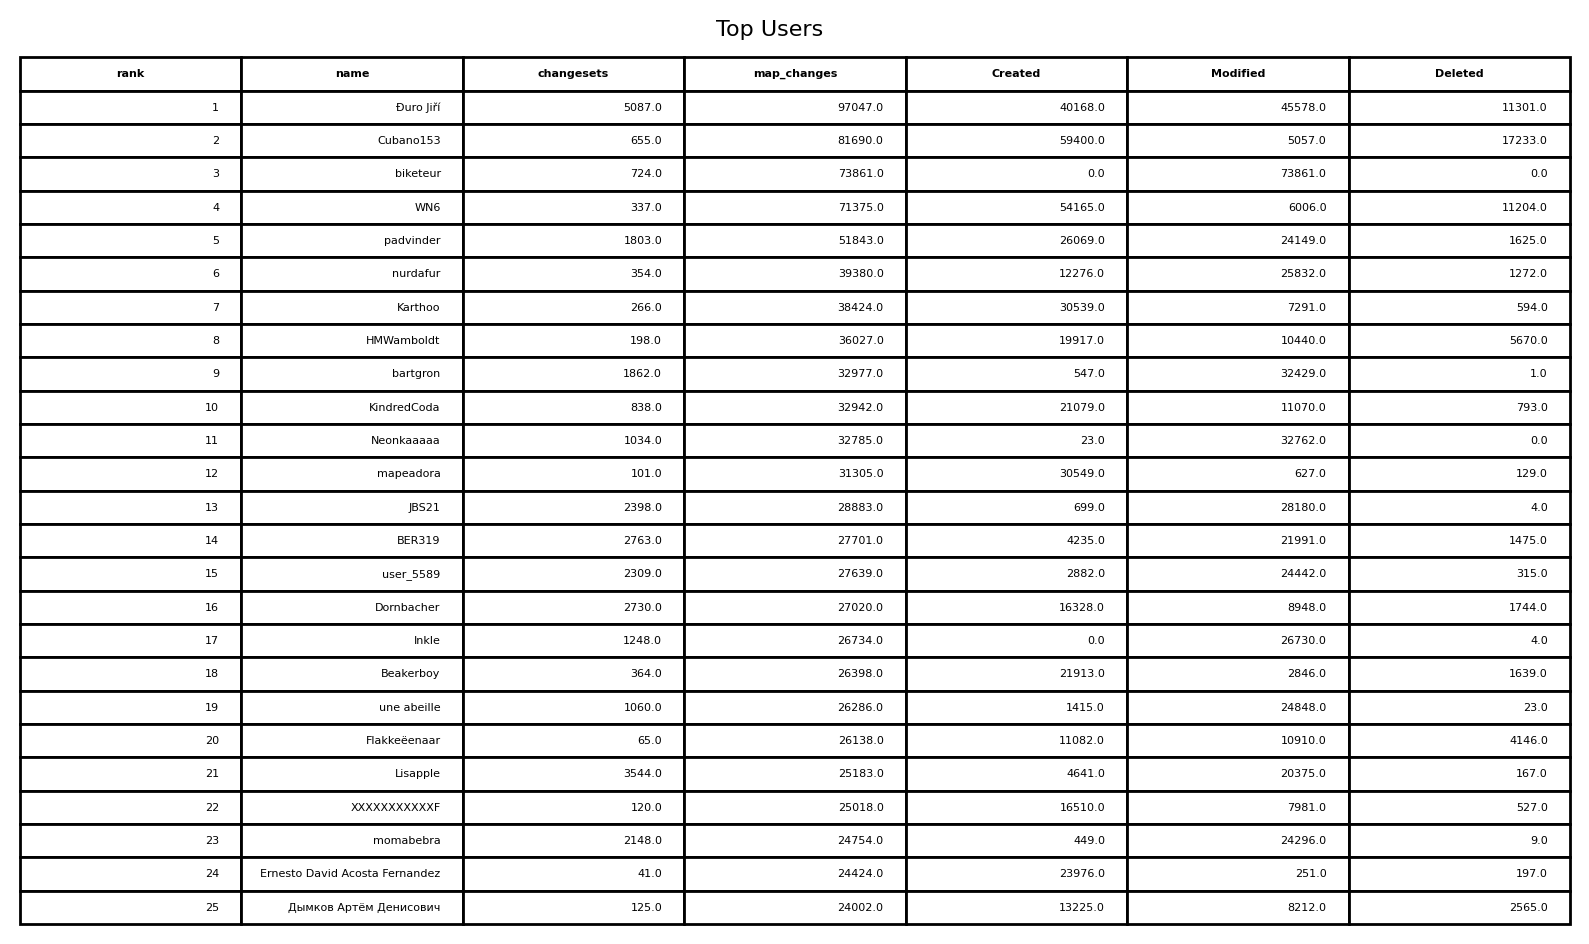 Top Users
rank name changesets map_changes Created Modified Deleted
1 Đuro Jiří 5087.0 97047.0 40168.0 45578.0 11301.0
2 Cubano153 655.0 81690.0 59400.0 5057.0 17233.0
3 biketeur 724.0 73861.0 0.0 73861.0 0.0
4 WN6 337.0 71375.0 54165.0 6006.0 11204.0
5 padvinder 1803.0 51843.0 26069.0 24149.0 1625.0
6 nurdafur 354.0 39380.0 12276.0 25832.0 1272.0
7 Karthoo 266.0 38424.0 30539.0 7291.0 594.0
8 HMWamboldt 198.0 36027.0 19917.0 10440.0 5670.0
9 bartgron 1862.0 32977.0 547.0 32429.0 1.0
10 KindredCoda 838.0 32942.0 21079.0 11070.0 793.0
11 Neonkaaaaa 1034.0 32785.0 23.0 32762.0 0.0
12 mapeadora 101.0 31305.0 30549.0 627.0 129.0
13 JBS21 2398.0 28883.0 699.0 28180.0 4.0
14 BER319 2763.0 27701.0 4235.0 21991.0 1475.0
15 user_5589 2309.0 27639.0 2882.0 24442.0 315.0
16 Dornbacher 2730.0 27020.0 16328.0 8948.0 1744.0
17 Inkle 1248.0 26734.0 0.0 26730.0 4.0
18 Beakerboy 364.0 26398.0 21913.0 2846.0 1639.0
19 une abeille 1060.0 26286.0 1415.0 24848.0 23.0
20 Flakkeëenaar 65.0 26138.0 11082.0 10910.0 4146.0
21 Lisapple 3544.0 25183.0 4641.0 20375.0 167.0
22 XXXXXXXXXXXF 120.0 25018.0 16510.0 7981.0 527.0
23 momabebra 2148.0 24754.0 449.0 24296.0 9.0
24 Ernesto David Acosta Fernandez 41.0 24424.0 23976.0 251.0 197.0
25 Дымков Артём Денисович 125.0 24002.0 13225.0 8212.0 2565.0